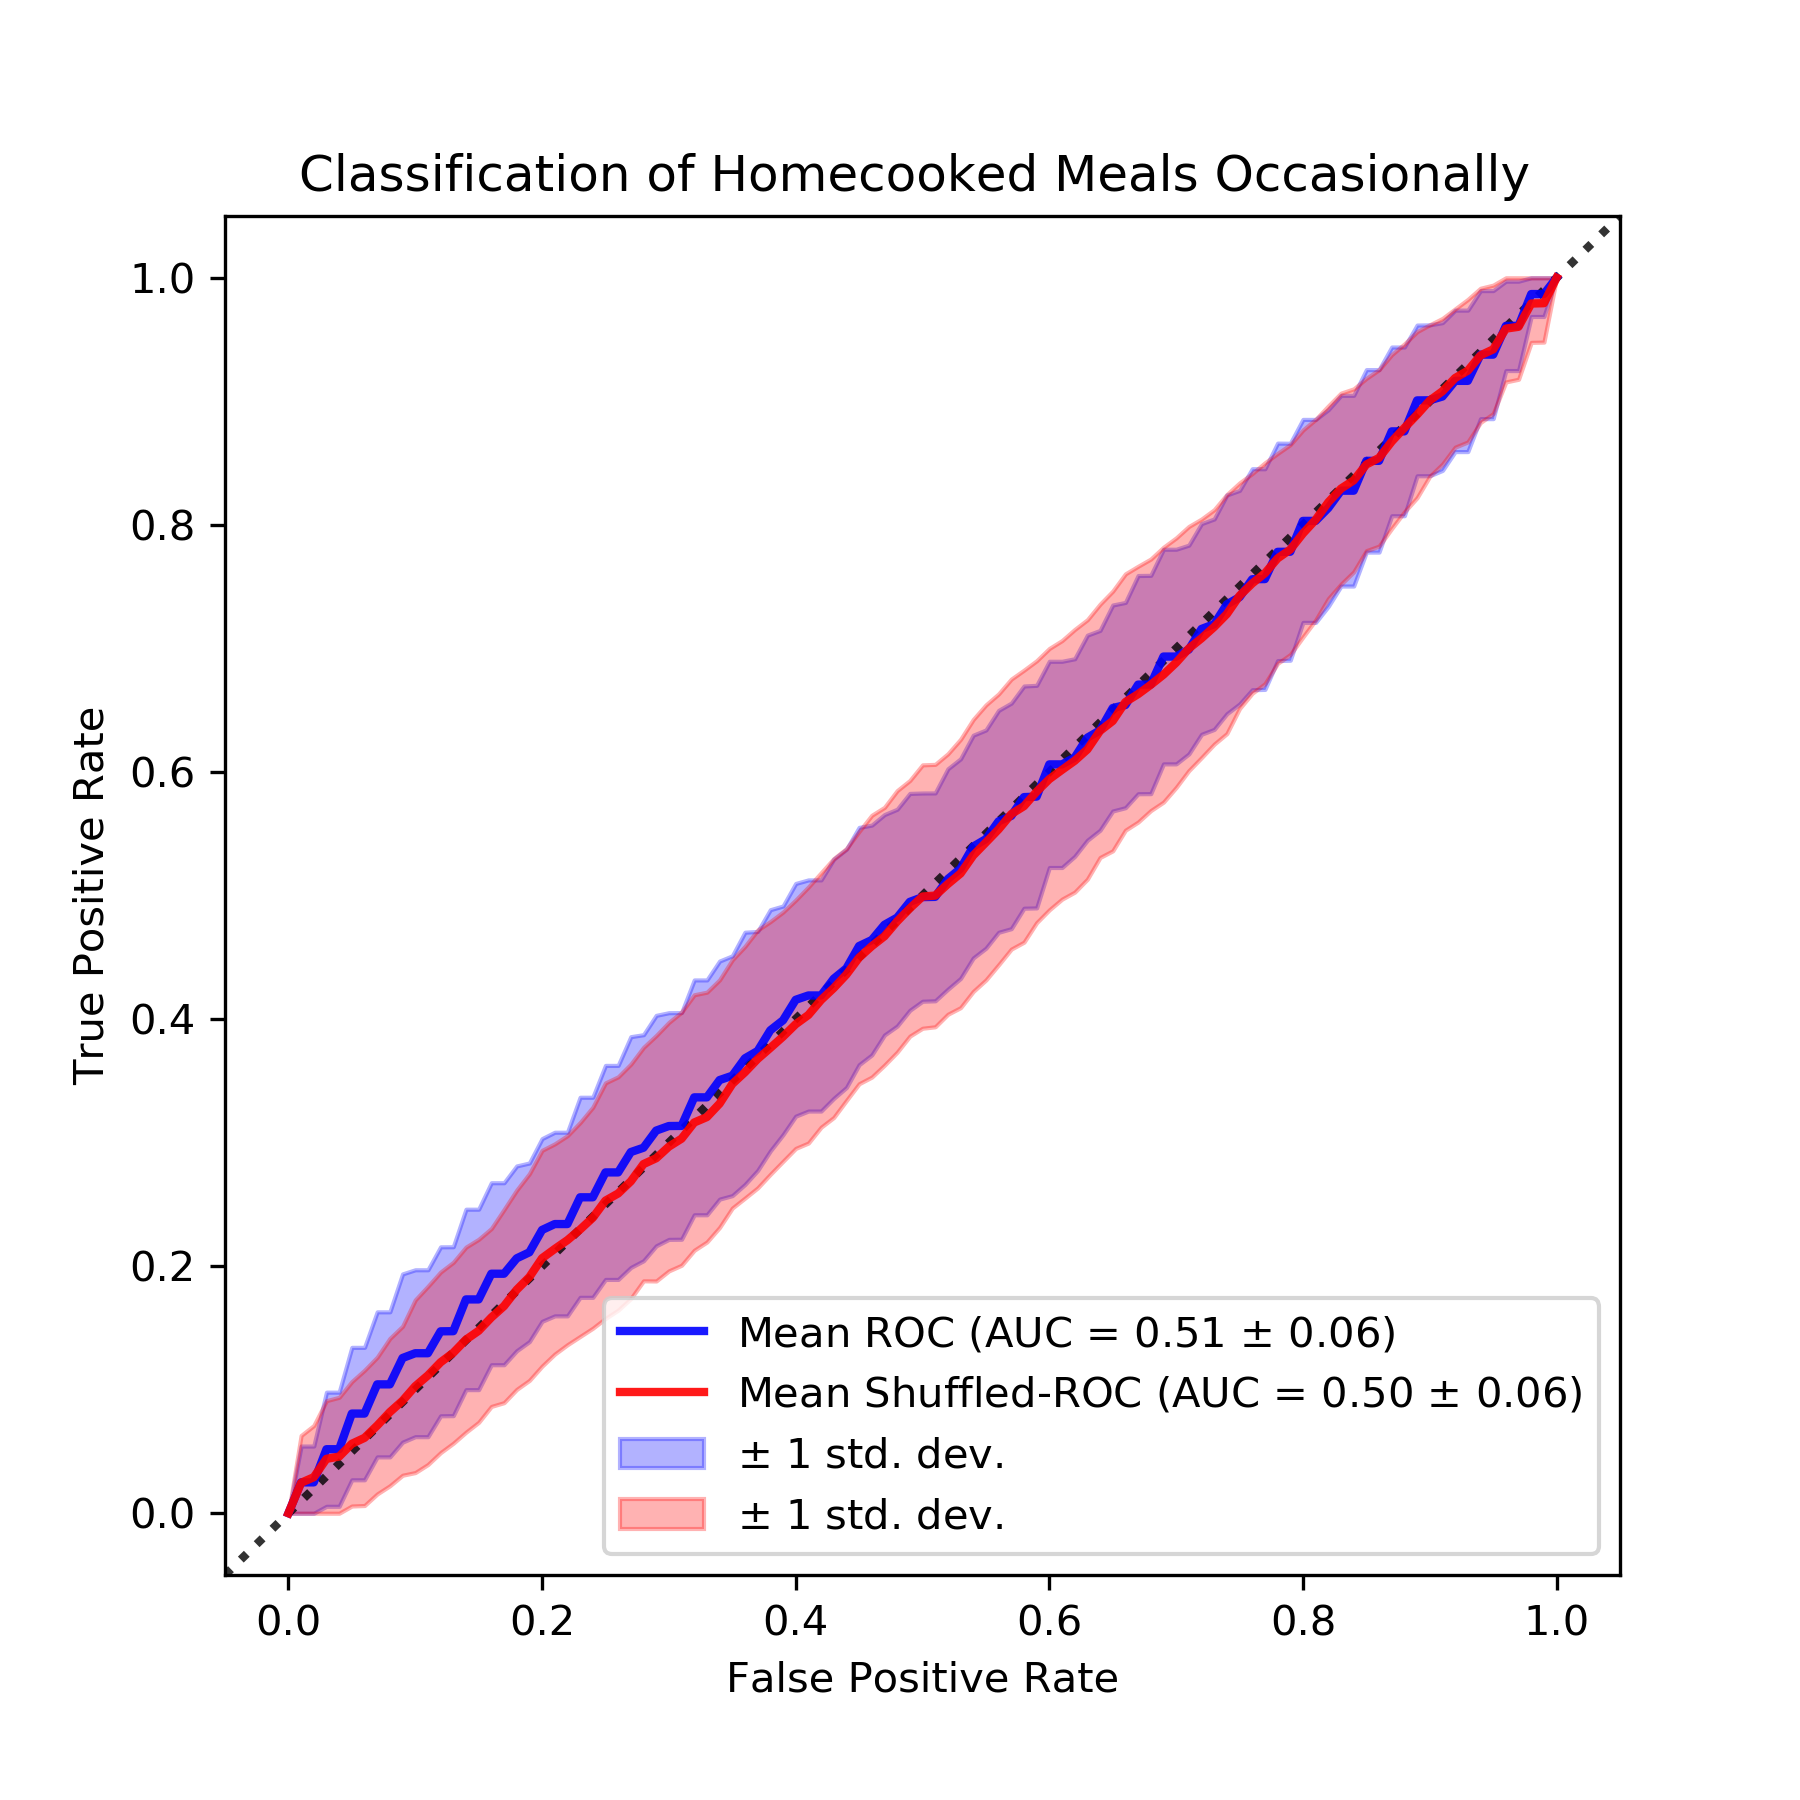 Classification of Homecooked Meals Occasionally
True Positive Rate
1.0
0.8
0.6
0.4
0.2
0.0
Mean ROC (AUC = 0.51 ± 0.06)
Mean Shuffled-ROC (AUC = 0.50 ± 0.06)
± 1 std. dev.
± 1 std. dev.
0.0 0.2 0.4 0.6 0.8 1.0
False Positive Rate